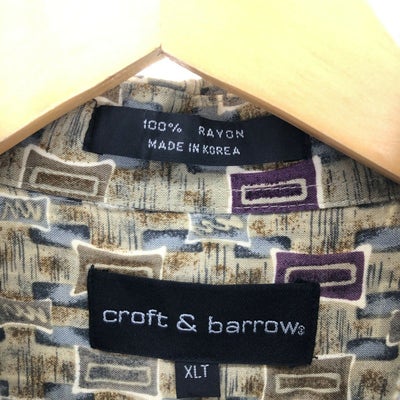 100% RAYON
MADE IN KOREA
croft & barrow®
XLT